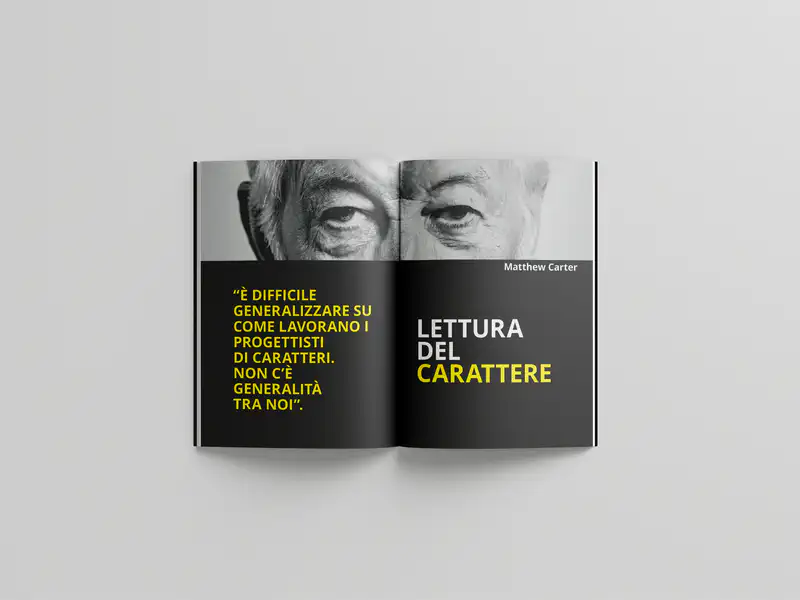 “È DIFFICILE
GENERALIZZARE SU
COME LAVORANO I
PROGETTISTI
DI CARATTERI.
NON C’È
GENERALITÀ
TRA NOI”.
Matthew Carter
LETTURA
DEL
CARATTERE